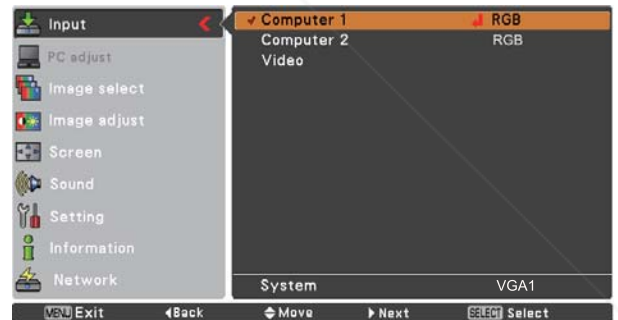 Input
PC adjust
Image select
Image adjust
Screen
Sound
Setting
Information
Network
Computer 1 RGB
Computer 2 RGB
Video
System VGA1
MENU Exit Back Move Next SELECT Select